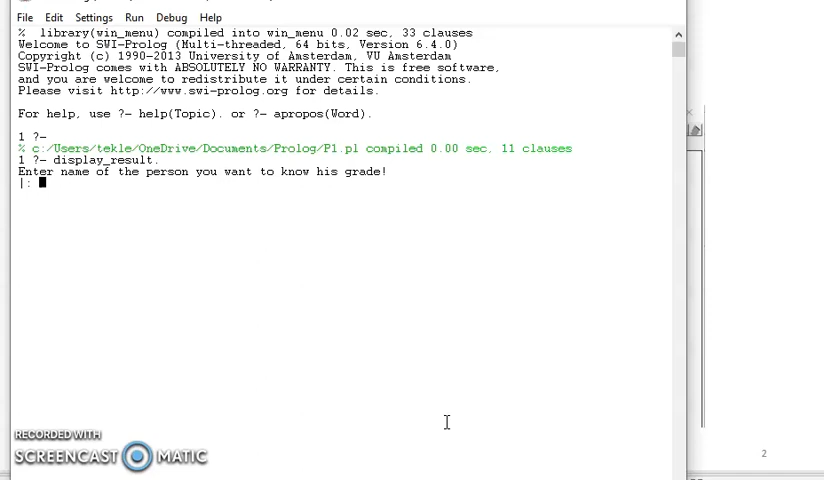 File Edit Settings Run Debug Help
% library(win_menu) compiled into win_menu 0.02 sec, 33 clauses
Welcome to SWI-Prolog (Multi-threaded, 64 bits, Version 6.4.0)
Copyright (c) 1990-2013 University of Amsterdam, VU Amsterdam
SWI-Prolog comes with ABSOLUTELY NO WARRANTY. This is free software,
and you are welcome to redistribute it under certain conditions.
Please visit http://www.swi-prolog.org for details.
For help, use ?- help(Topic). or ?- apropos(Word).
1 ?-
% c:/Users/tekle/OneDrive/Documents/Prolog/P1.pl compiled 0.00 sec, 11 clauses
1 ?- display_result.
Enter name of the person you want to know his grade!
|:
RECORDED WITH
SCREENCAST MATIC
2